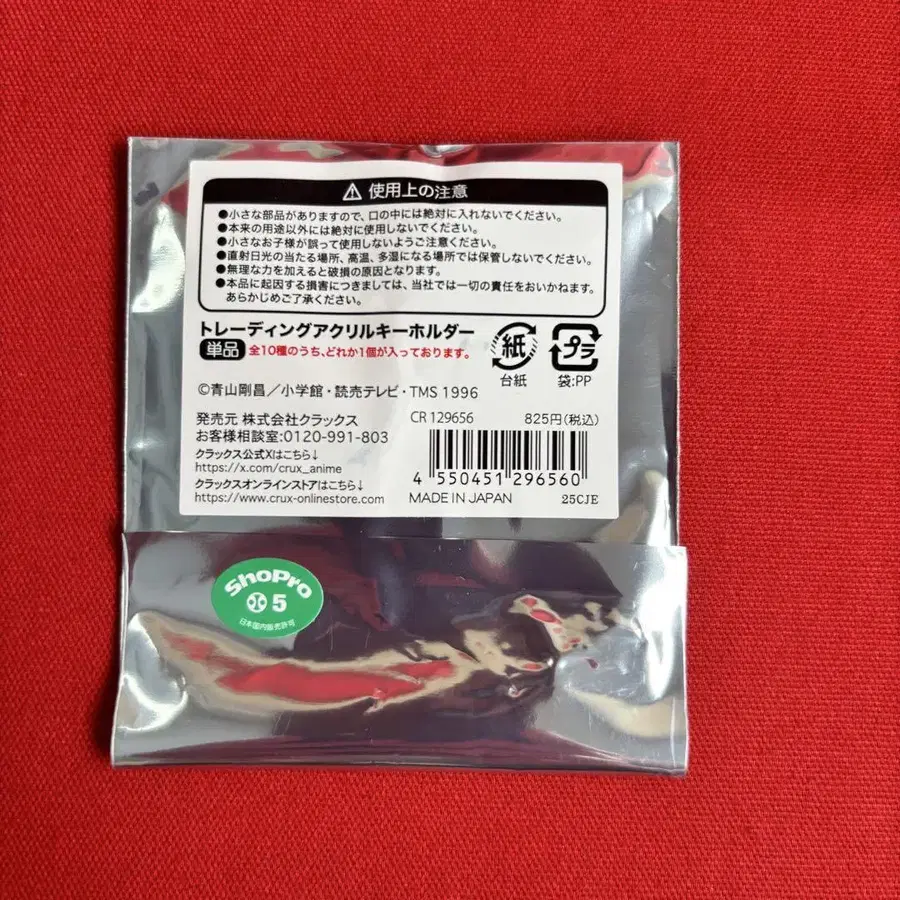 ⚠ 使用上の注意
●小さな部品がありますので、口の中には絶対に入れないでください。
●本来の用途以外には絶対に使用しないでください。
●小さなお子様が誤って使用しないようご注意ください。
●直射日光の当たる場所、高温、多湿になる場所では保管しないでください。
●無理な力を加えると破損の原因となります。
●本品に起因する損害につきましては、当社では一切の責任をおいかねます。
あらかじめご了承ください。
トレーディングアクリルキーホルダー
単品 全10種のうち、どれか1個が入っております。
紙
台紙
プラ
袋:PP
©青山剛昌／小学館・読売テレビ・TMS 1996
発売元 株式会社クラックス
お客様相談室:0120-991-803
クラックス公式Xはこちら↓
https://x.com/crux_anime
クラックスオンラインストアはこちら↓
https://www.crux-onlinestore.com
CR 129656 825円(税込)
4 550451 296560
MADE IN JAPAN 25CJE
ShoPro
5
日本国内販売許可